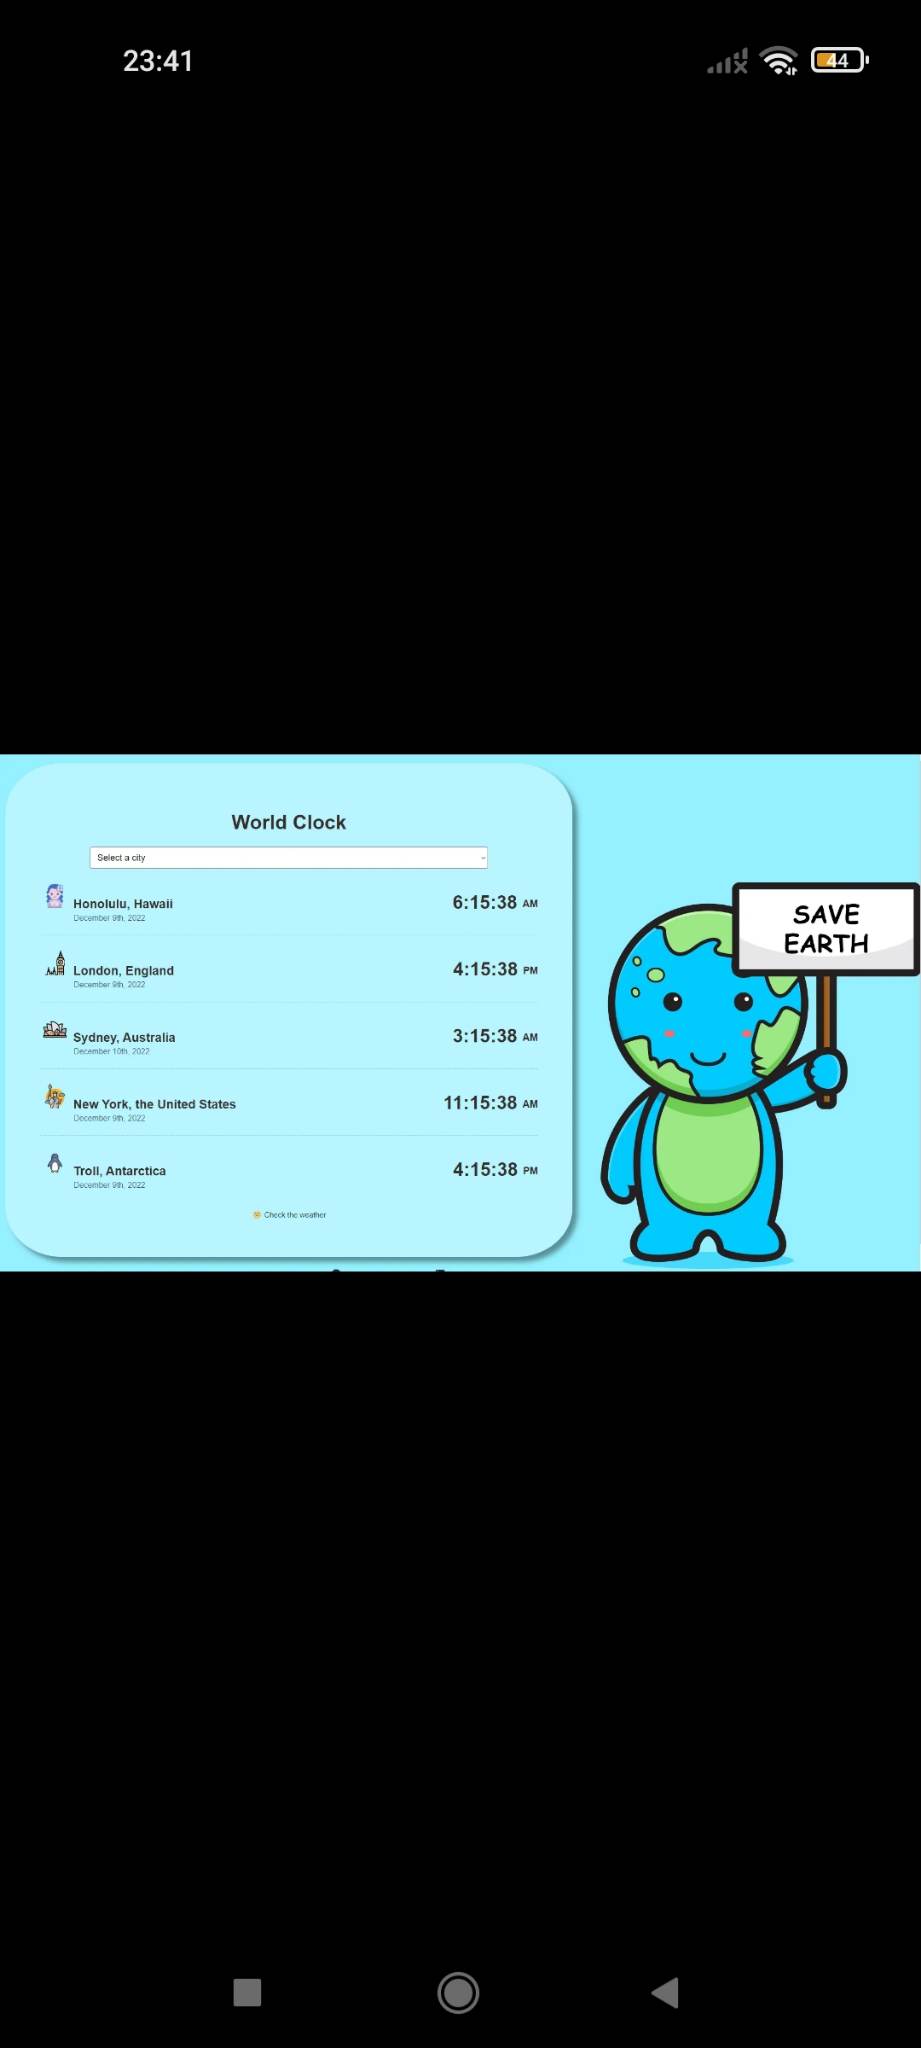 23:41
44
World Clock
Select a city
Honolulu, Hawaii
6:15:38 AM
December 9th, 2022
London, England
4:15:38 PM
December 9th, 2022
Sydney, Australia
3:15:38 AM
December 10th, 2022
New York, the United States
11:15:38 AM
December 9th, 2022
Troll, Antarctica
4:15:38 PM
December 9th, 2022
Check the weather
SAVE
EARTH